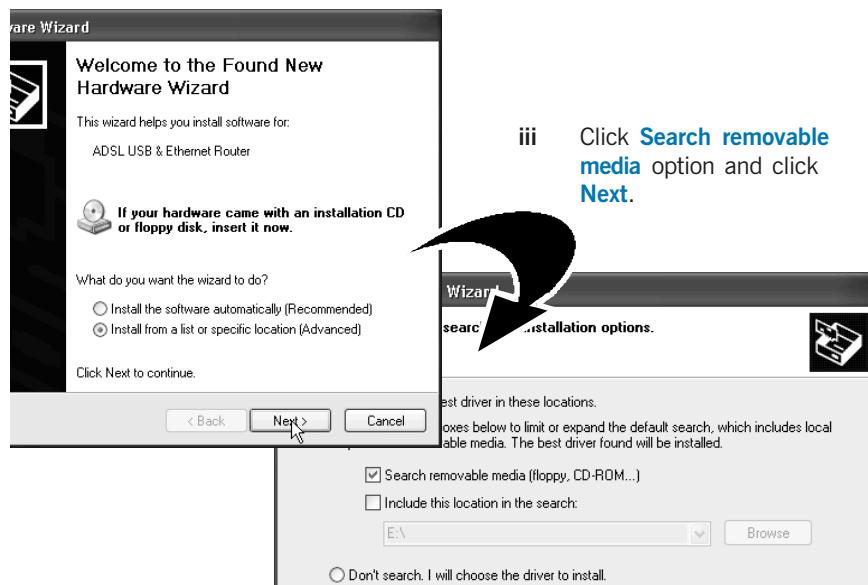 ware Wizard
Welcome to the Found New
Hardware Wizard
This wizard helps you install software for:
ADSL USB & Ethernet Router
If your hardware came with an installation CD
or floppy disk, insert it now.
What do you want the wizard to do?
Install the software automatically (Recommended)
Install from a list or specific location (Advanced)
Click Next to continue.
< Back
Next >
Cancel
iii Click Search removable
media option and click
Next.
Wizard
installation options.
best driver in these locations.
boxes below to limit or expand the default search, which includes local
able media. The best driver found will be installed.
Search removable media (floppy, CD-ROM...)
Include this location in the search:
E:\
Browse
Don't search. I will choose the driver to install.